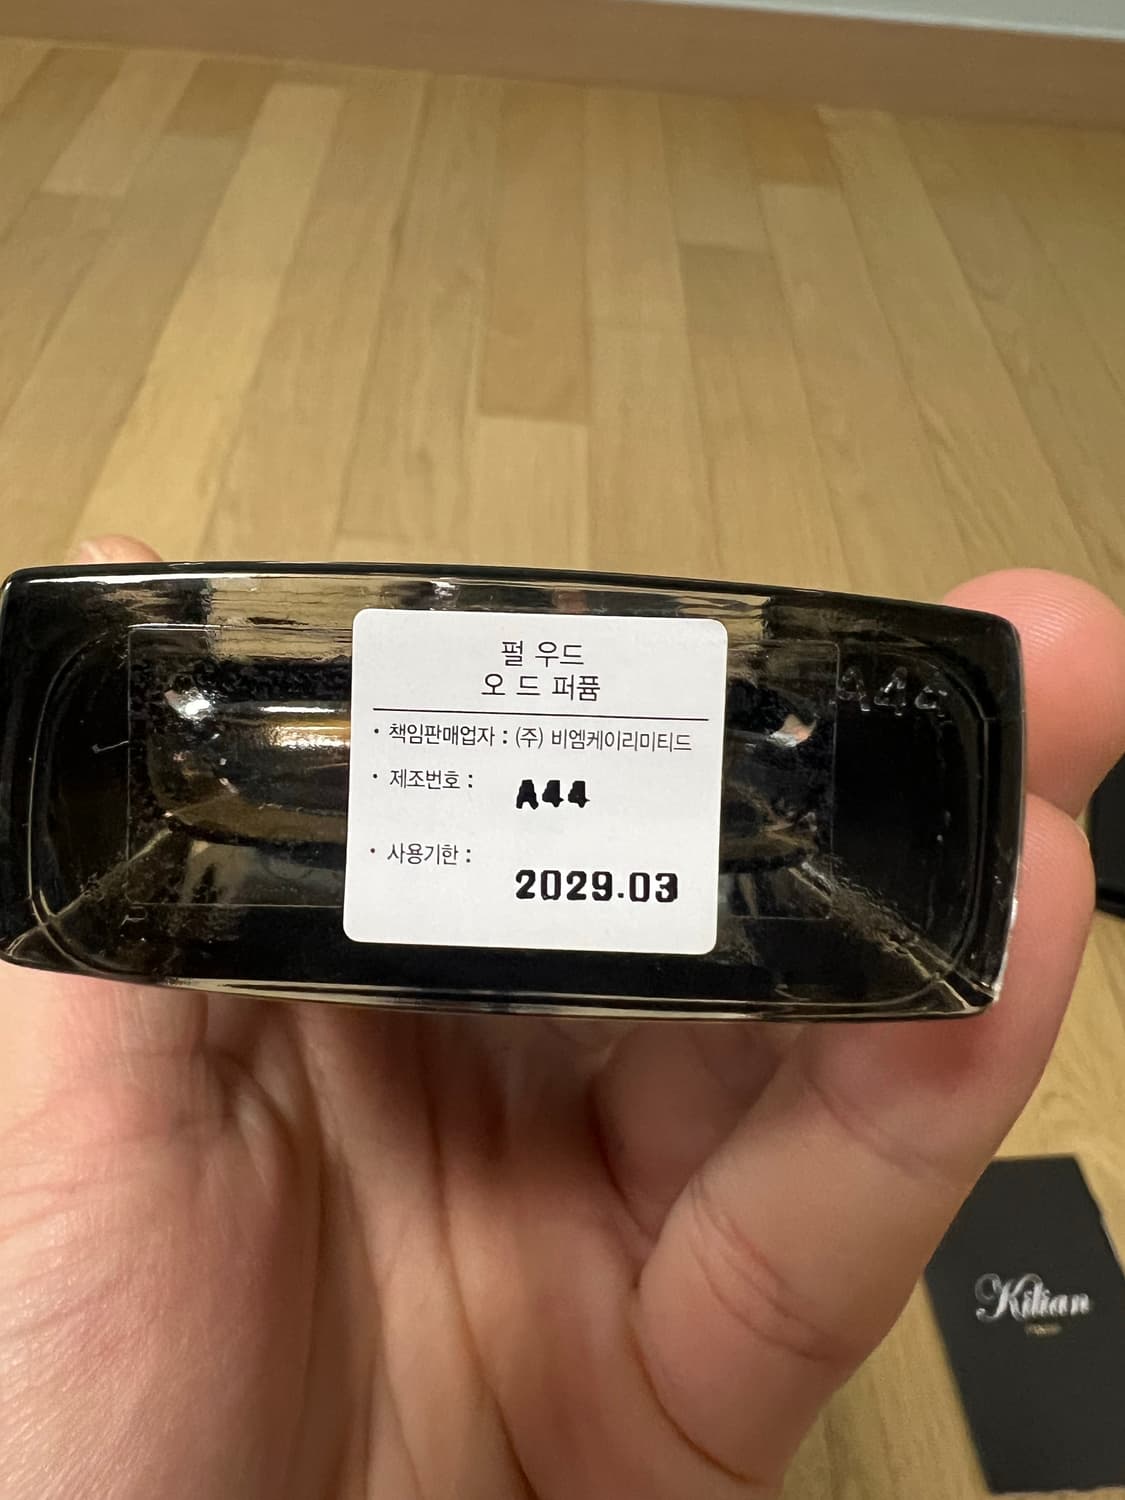 펄 우드
오 드 퍼퓸
• 책임판매업자 : (주) 비엠케이리미티드
• 제조번호 : A44
• 사용기한 : 2029.03
A44
Kilian